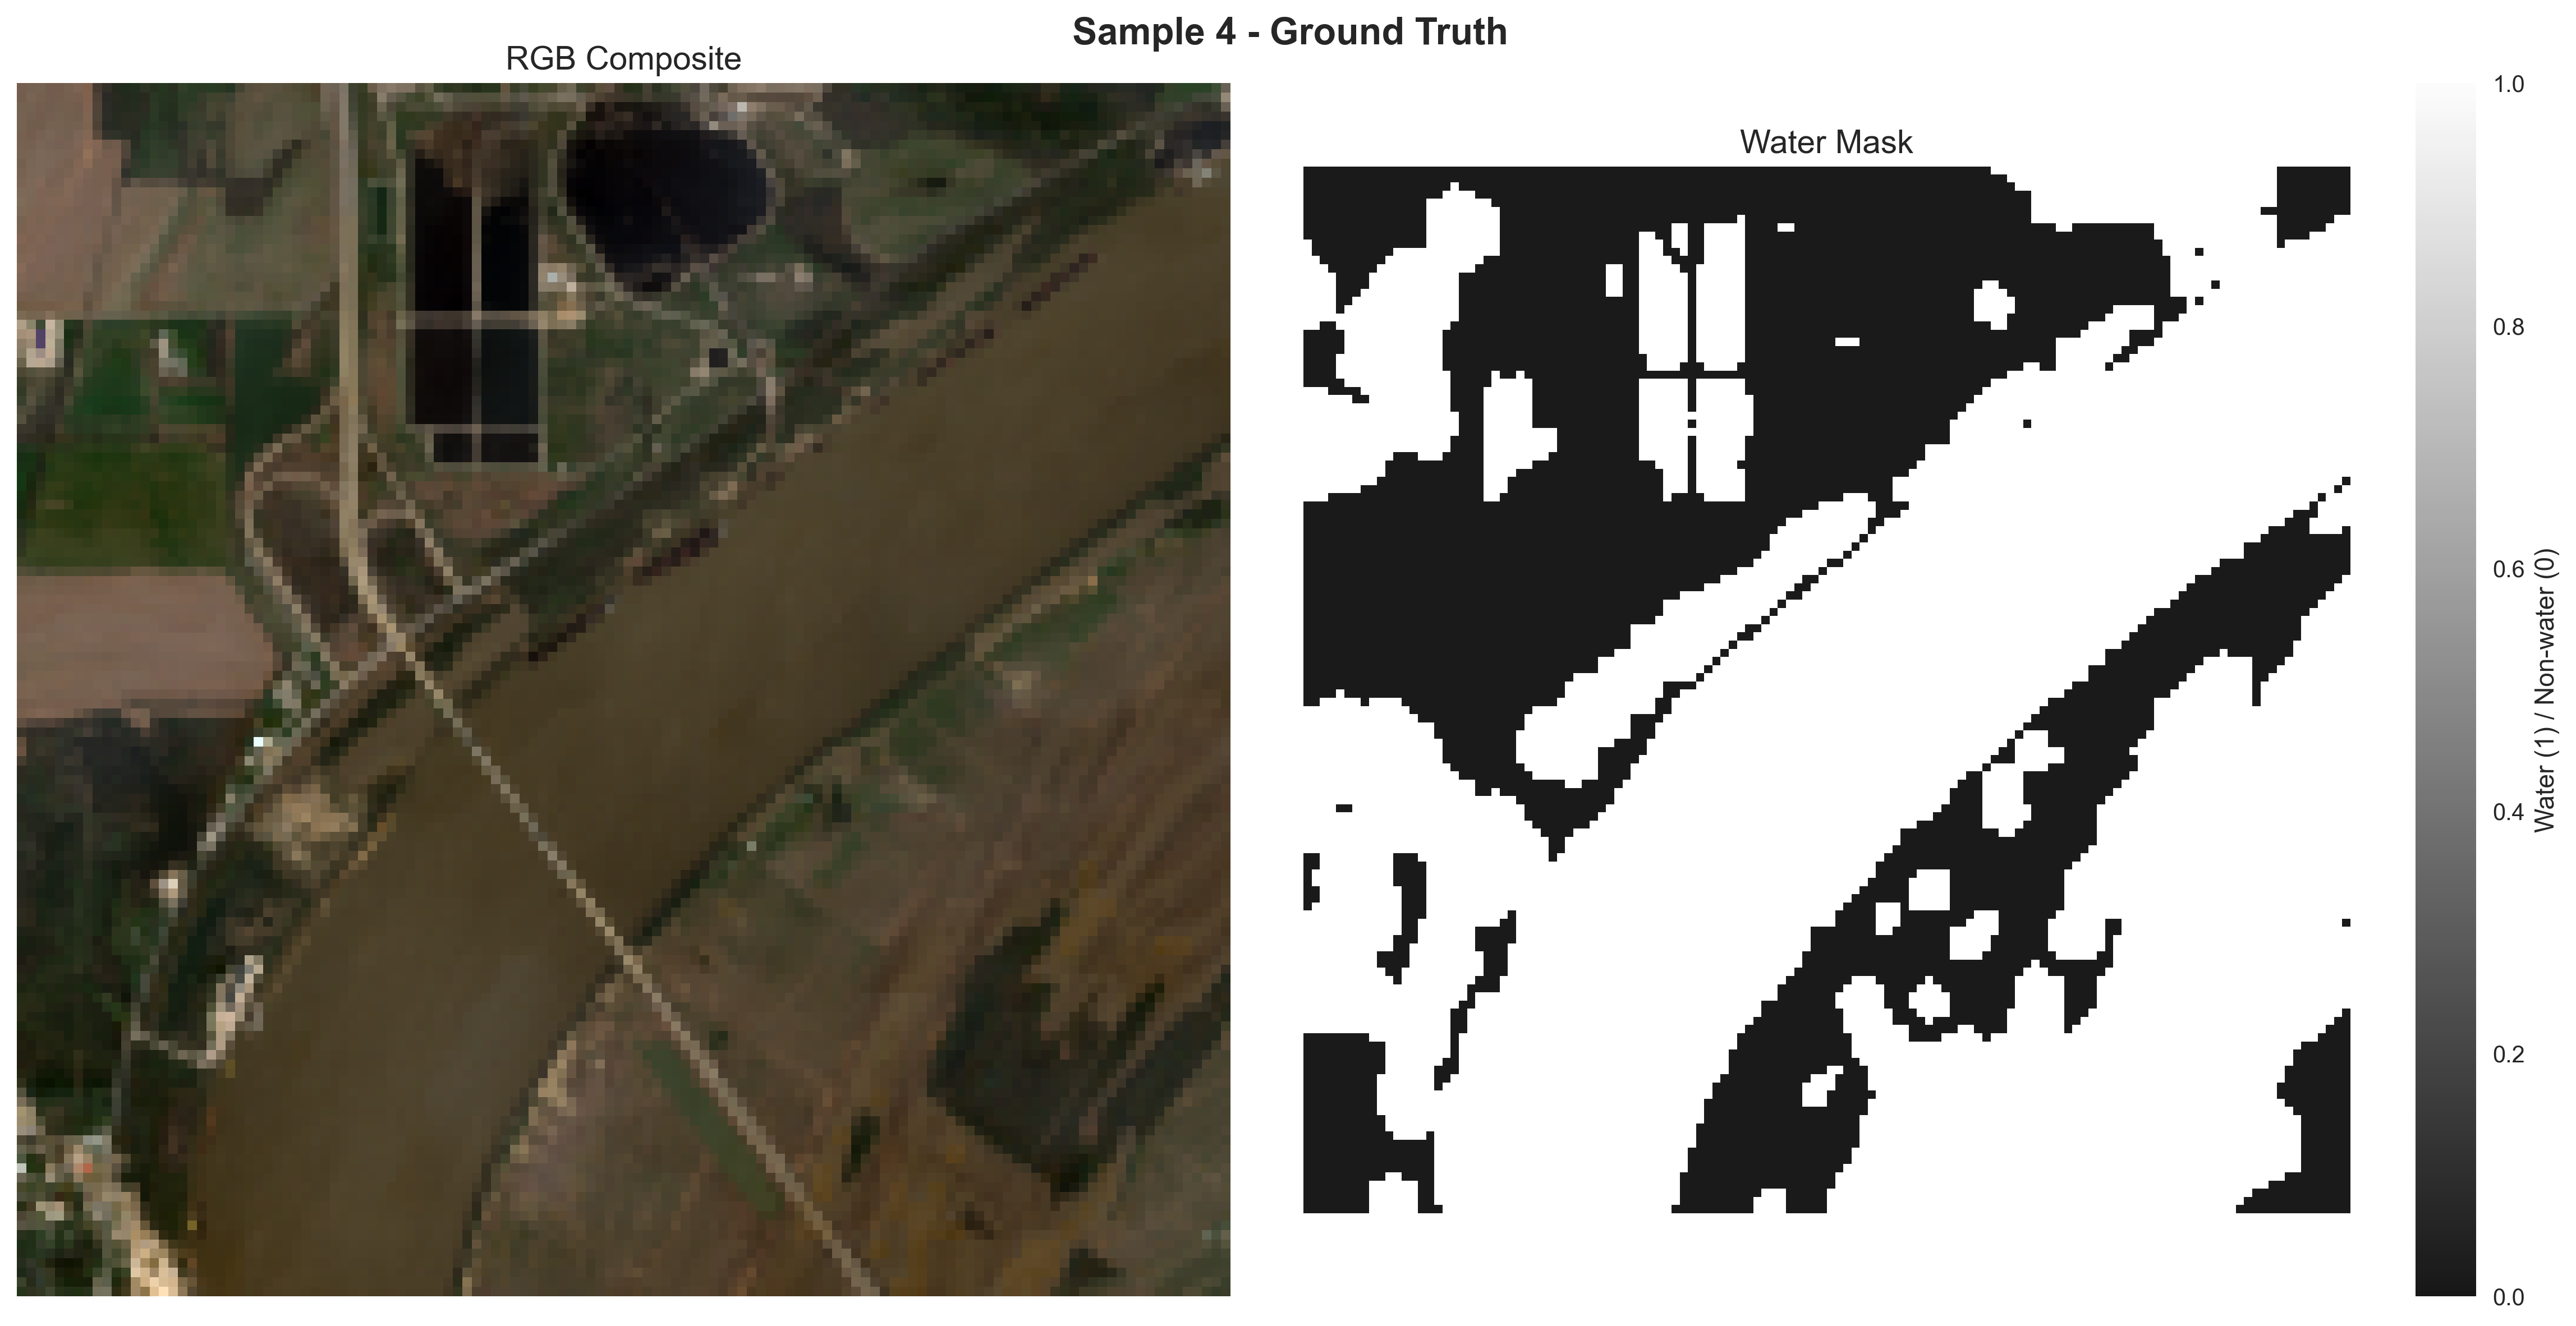 Sample 4 - Ground Truth
RGB Composite
Water Mask
1.0
0.8
0.6
0.4
0.2
0.0
Water (1) / Non-water (0)